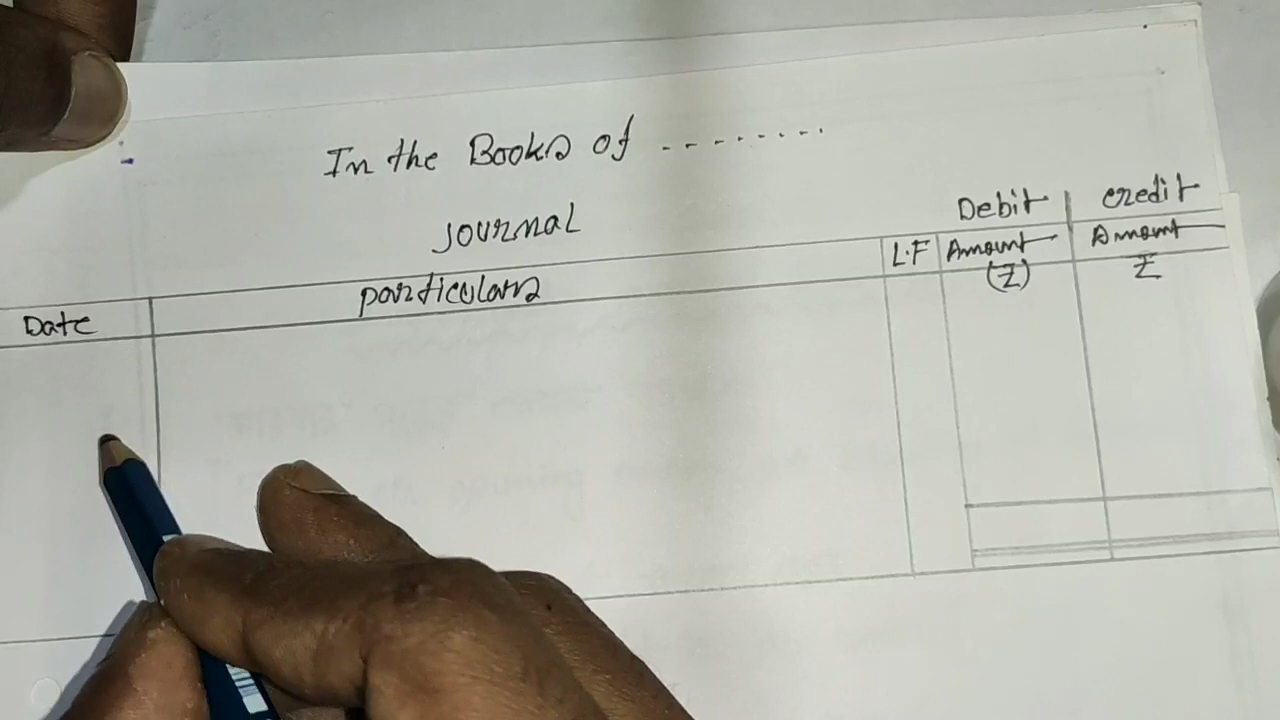 In the Books of ........
Journal
Date particulars L.F Debit Amount (₹) credit Amount ₹